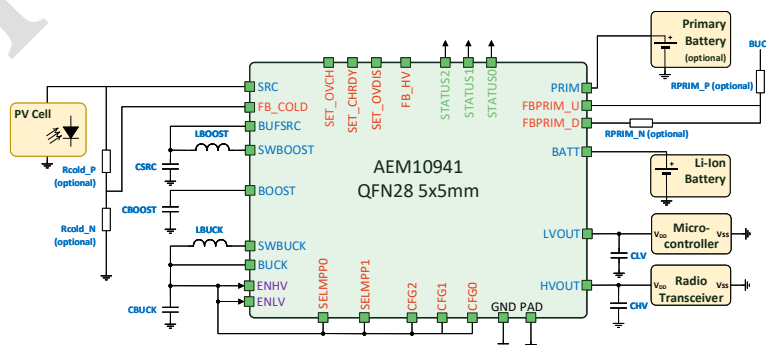 Primary
Battery
(optional)
BUC
RPRIM_P (optional)
SET_OVCH
SET_CHRDY
SET_OVDIS
FB_HV
STATUS2
STATUS1
STATUS0
SRC
PRIM
FB_COLD
FBPRIM_U
PV Cell
BUFSRC
FBPRIM_D
LBOOST
RPRIM_N (optional)
SWBOOST
BATT
CSRC
AEM10941
QFN28 5x5mm
Li-Ion
Battery
Rcold_P
(optional)
BOOST
CBOOST
Rcold_N
(optional)
LBUCK
LVOUT
VDD
Micro-
controller
VSS
SWBUCK
CLV
BUCK
ENHV
HVOUT
VDD
Radio
Transceiver
VSS
ENLV
CBUCK
CHV
SELMPP0
SELMPP1
CFG2
CFG1
CFG0
GND PAD